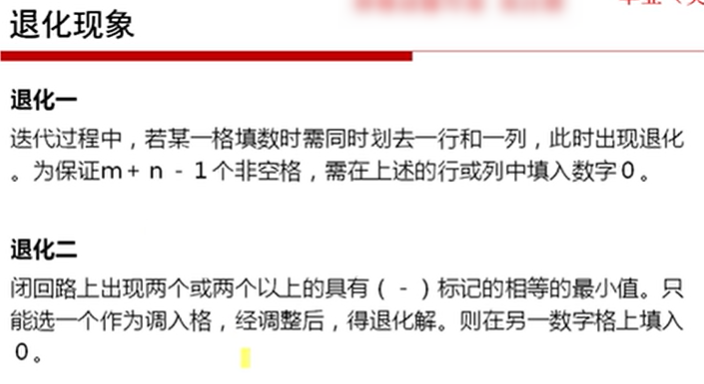 退化现象
退化一
迭代过程中，若某一格填数时需同时划去一行和一列，此时出现退化
。为保证m+n-1个非空格，需在上述的行或列中填入数字0。
退化二
闭回路上出现两个或两个以上的具有(-)标记的相等的最小值。只
能选一个作为调入格，经调整后，得退化解。则在另一数字格上填入
0。